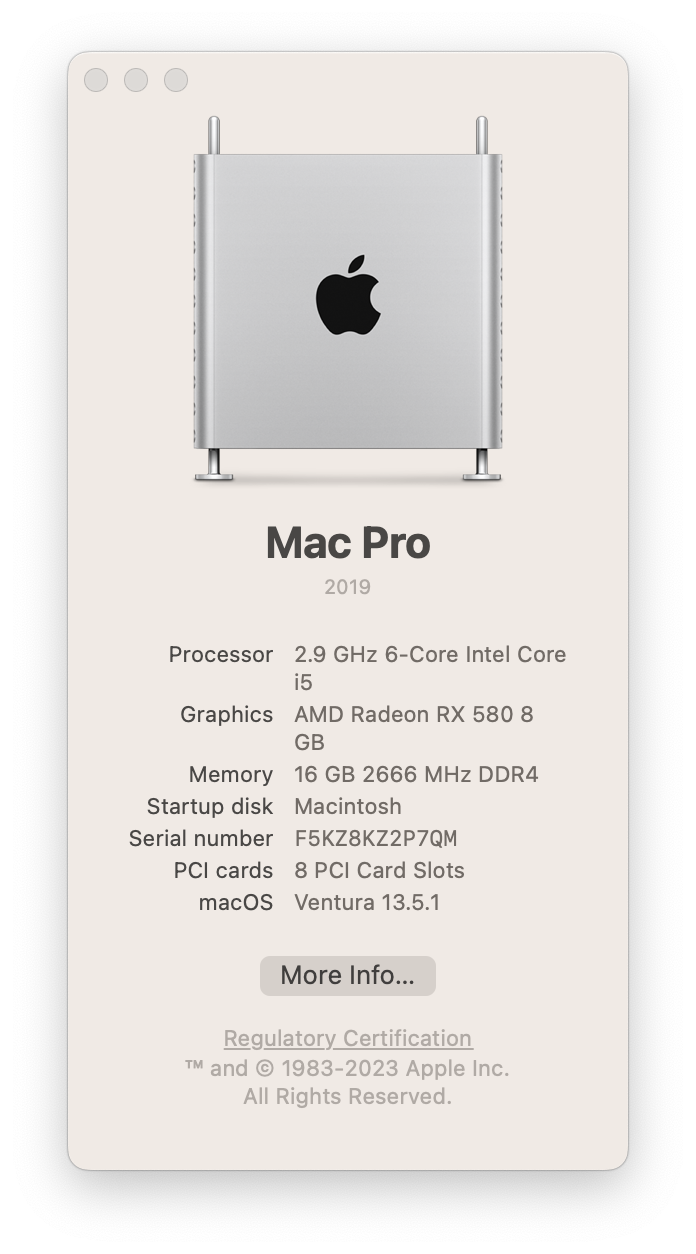 Mac Pro
2019
Processor 2.9 GHz 6-Core Intel Core
i5
Graphics AMD Radeon RX 580 8
GB
Memory 16 GB 2666 MHz DDR4
Startup disk Macintosh
Serial number F5KZ8KZ2P7QM
PCI cards 8 PCI Card Slots
macOS Ventura 13.5.1
More Info...
Regulatory Certification
™ and © 1983-2023 Apple Inc.
All Rights Reserved.